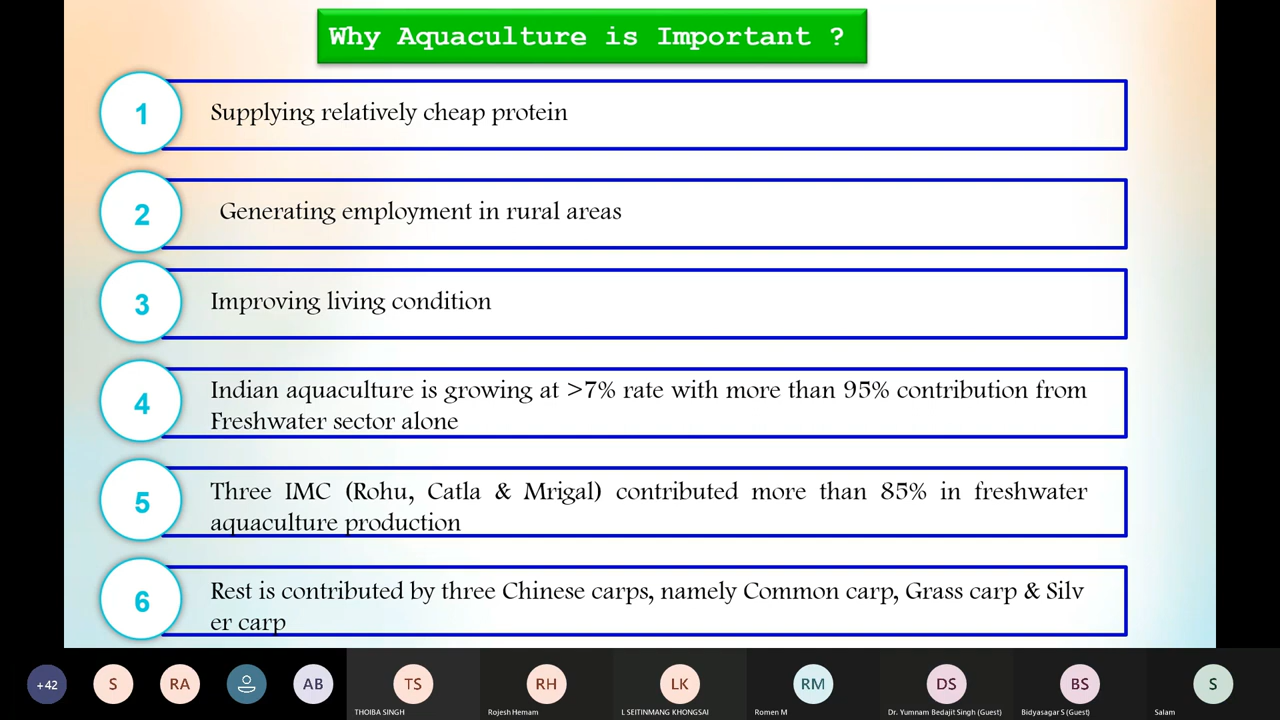 Why Aquaculture is Important ?
1
Supplying relatively cheap protein
2
Generating employment in rural areas
3
Improving living condition
4
Indian aquaculture is growing at >7% rate with more than 95% contribution from
Freshwater sector alone
5
Three IMC (Rohu, Catla & Mrigal) contributed more than 85% in freshwater
aquaculture production
6
Rest is contributed by three Chinese carps, namely Common carp, Grass carp & Silv
er carp
+42
S
RA
AB
TS
THOIBA SINGH
RH
Rojesh Hemam
LK
L SEITINMANG KHONGSAI
RM
Romen M
DS
Dr. Yumnam Bedajit Singh (Guest)
BS
Bidyasagar S (Guest)
S
Salam